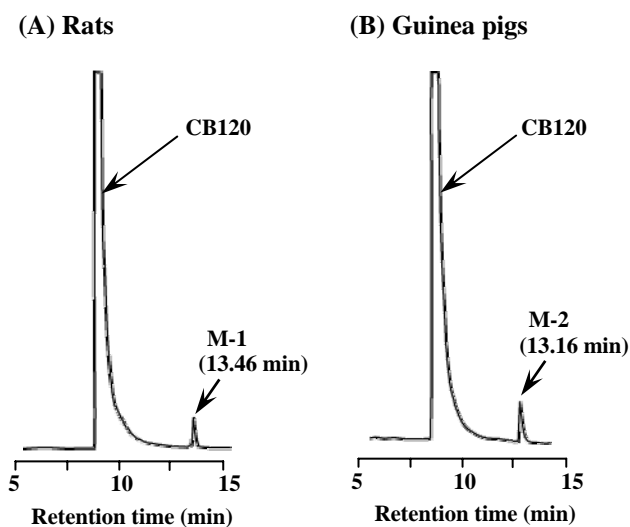 (A) Rats
CB120
M-1
(13.46 min)
5 10 15
Retention time (min)
(B) Guinea pigs
CB120
M-2
(13.16 min)
5 10 15
Retention time (min)